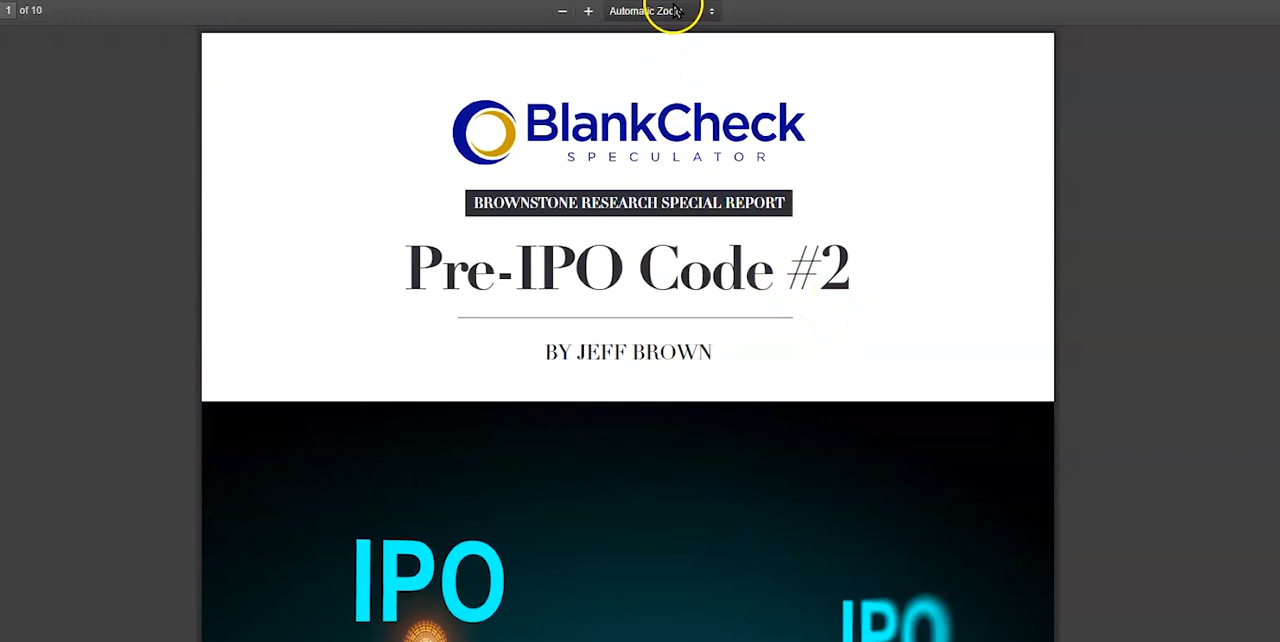 1 of 10
− + Automatic Zoom
BlankCheck
SPECULATOR
BROWNSTONE RESEARCH SPECIAL REPORT
Pre-IPO Code #2
BY JEFF BROWN
IPO
IPO